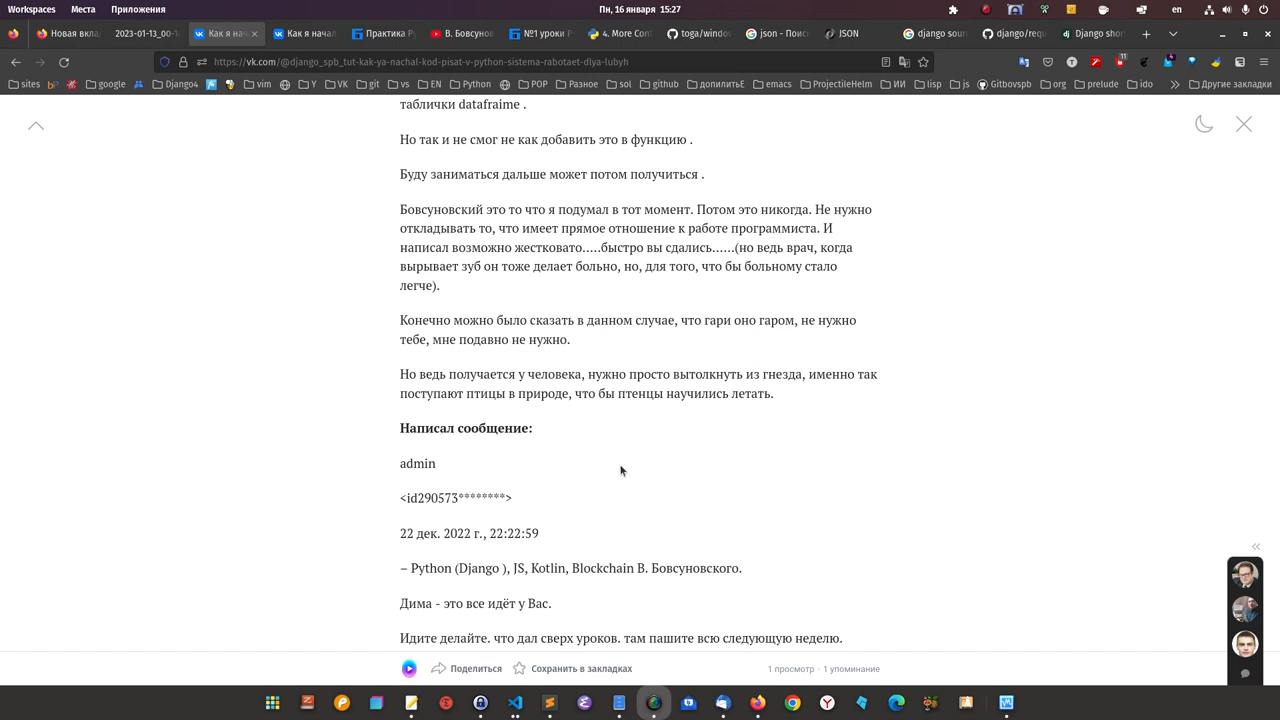 Workspaces Места Приложения Пн, 16 января 15:27 en
Новая вкла 2023-01-13_00-1 Как я нач Как я начал Практика Py В. Бовсунов №1 уроки P 4. More Cont toga/windo json - Поис JSON django sour django/requ Django short
https://vk.com/@django_spb_tut-kak-ya-nachal-kod-pisat-v-python-sistema-rabotaet-dlya-lubyh 11
sites bp google Django4 vim Y VK git vs EN Python POP Разное sol github допилитьE emacs ProjectileHelm ИИ lisp js Gitbovspb org prelude ido Другие закладки
таблички datafraime .
Но так и не смог не как добавить это в функцию .
Буду заниматься дальше может потом получиться .
Бовсуновский это то что я подумал в тот момент. Потом это никогда. Не нужно
откладывать то, что имеет прямое отношение к работе программиста. И
написал возможно жестковато.....быстро вы сдались......(но ведь врач, когда
вырывает зуб он тоже делает больно, но, для того, что бы больному стало
легче).
Конечно можно было сказать в данном случае, что гари оно гаром, не нужно
тебе, мне подавно не нужно.
Но ведь получается у человека, нужно просто вытолкнуть из гнезда, именно так
поступают птицы в природе, что бы птенцы научились летать.
Написал сообщение:
admin
<id290573********>
22 дек. 2022 г., 22:22:59
– Python (Django ), JS, Kotlin, Blockchain В. Бовсуновского.
Дима - это все идёт у Вас.
Идите делайте. что дал сверх уроков. там пашите всю следующую неделю.
Поделиться Сохранить в закладках 1 просмотр · 1 упоминание